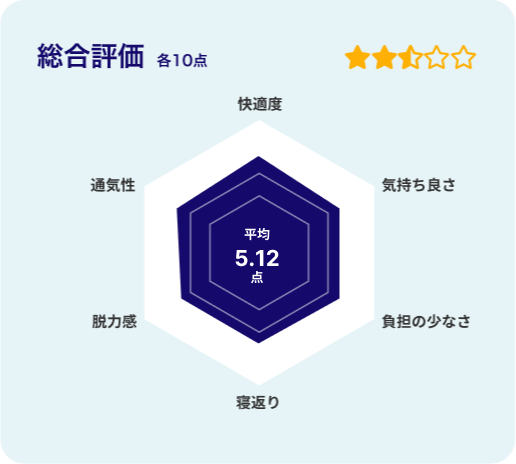 総合評価 各10点
快適度
通気性
気持ち良さ
平均
5.12
点
脱力感
負担の少なさ
寝返り